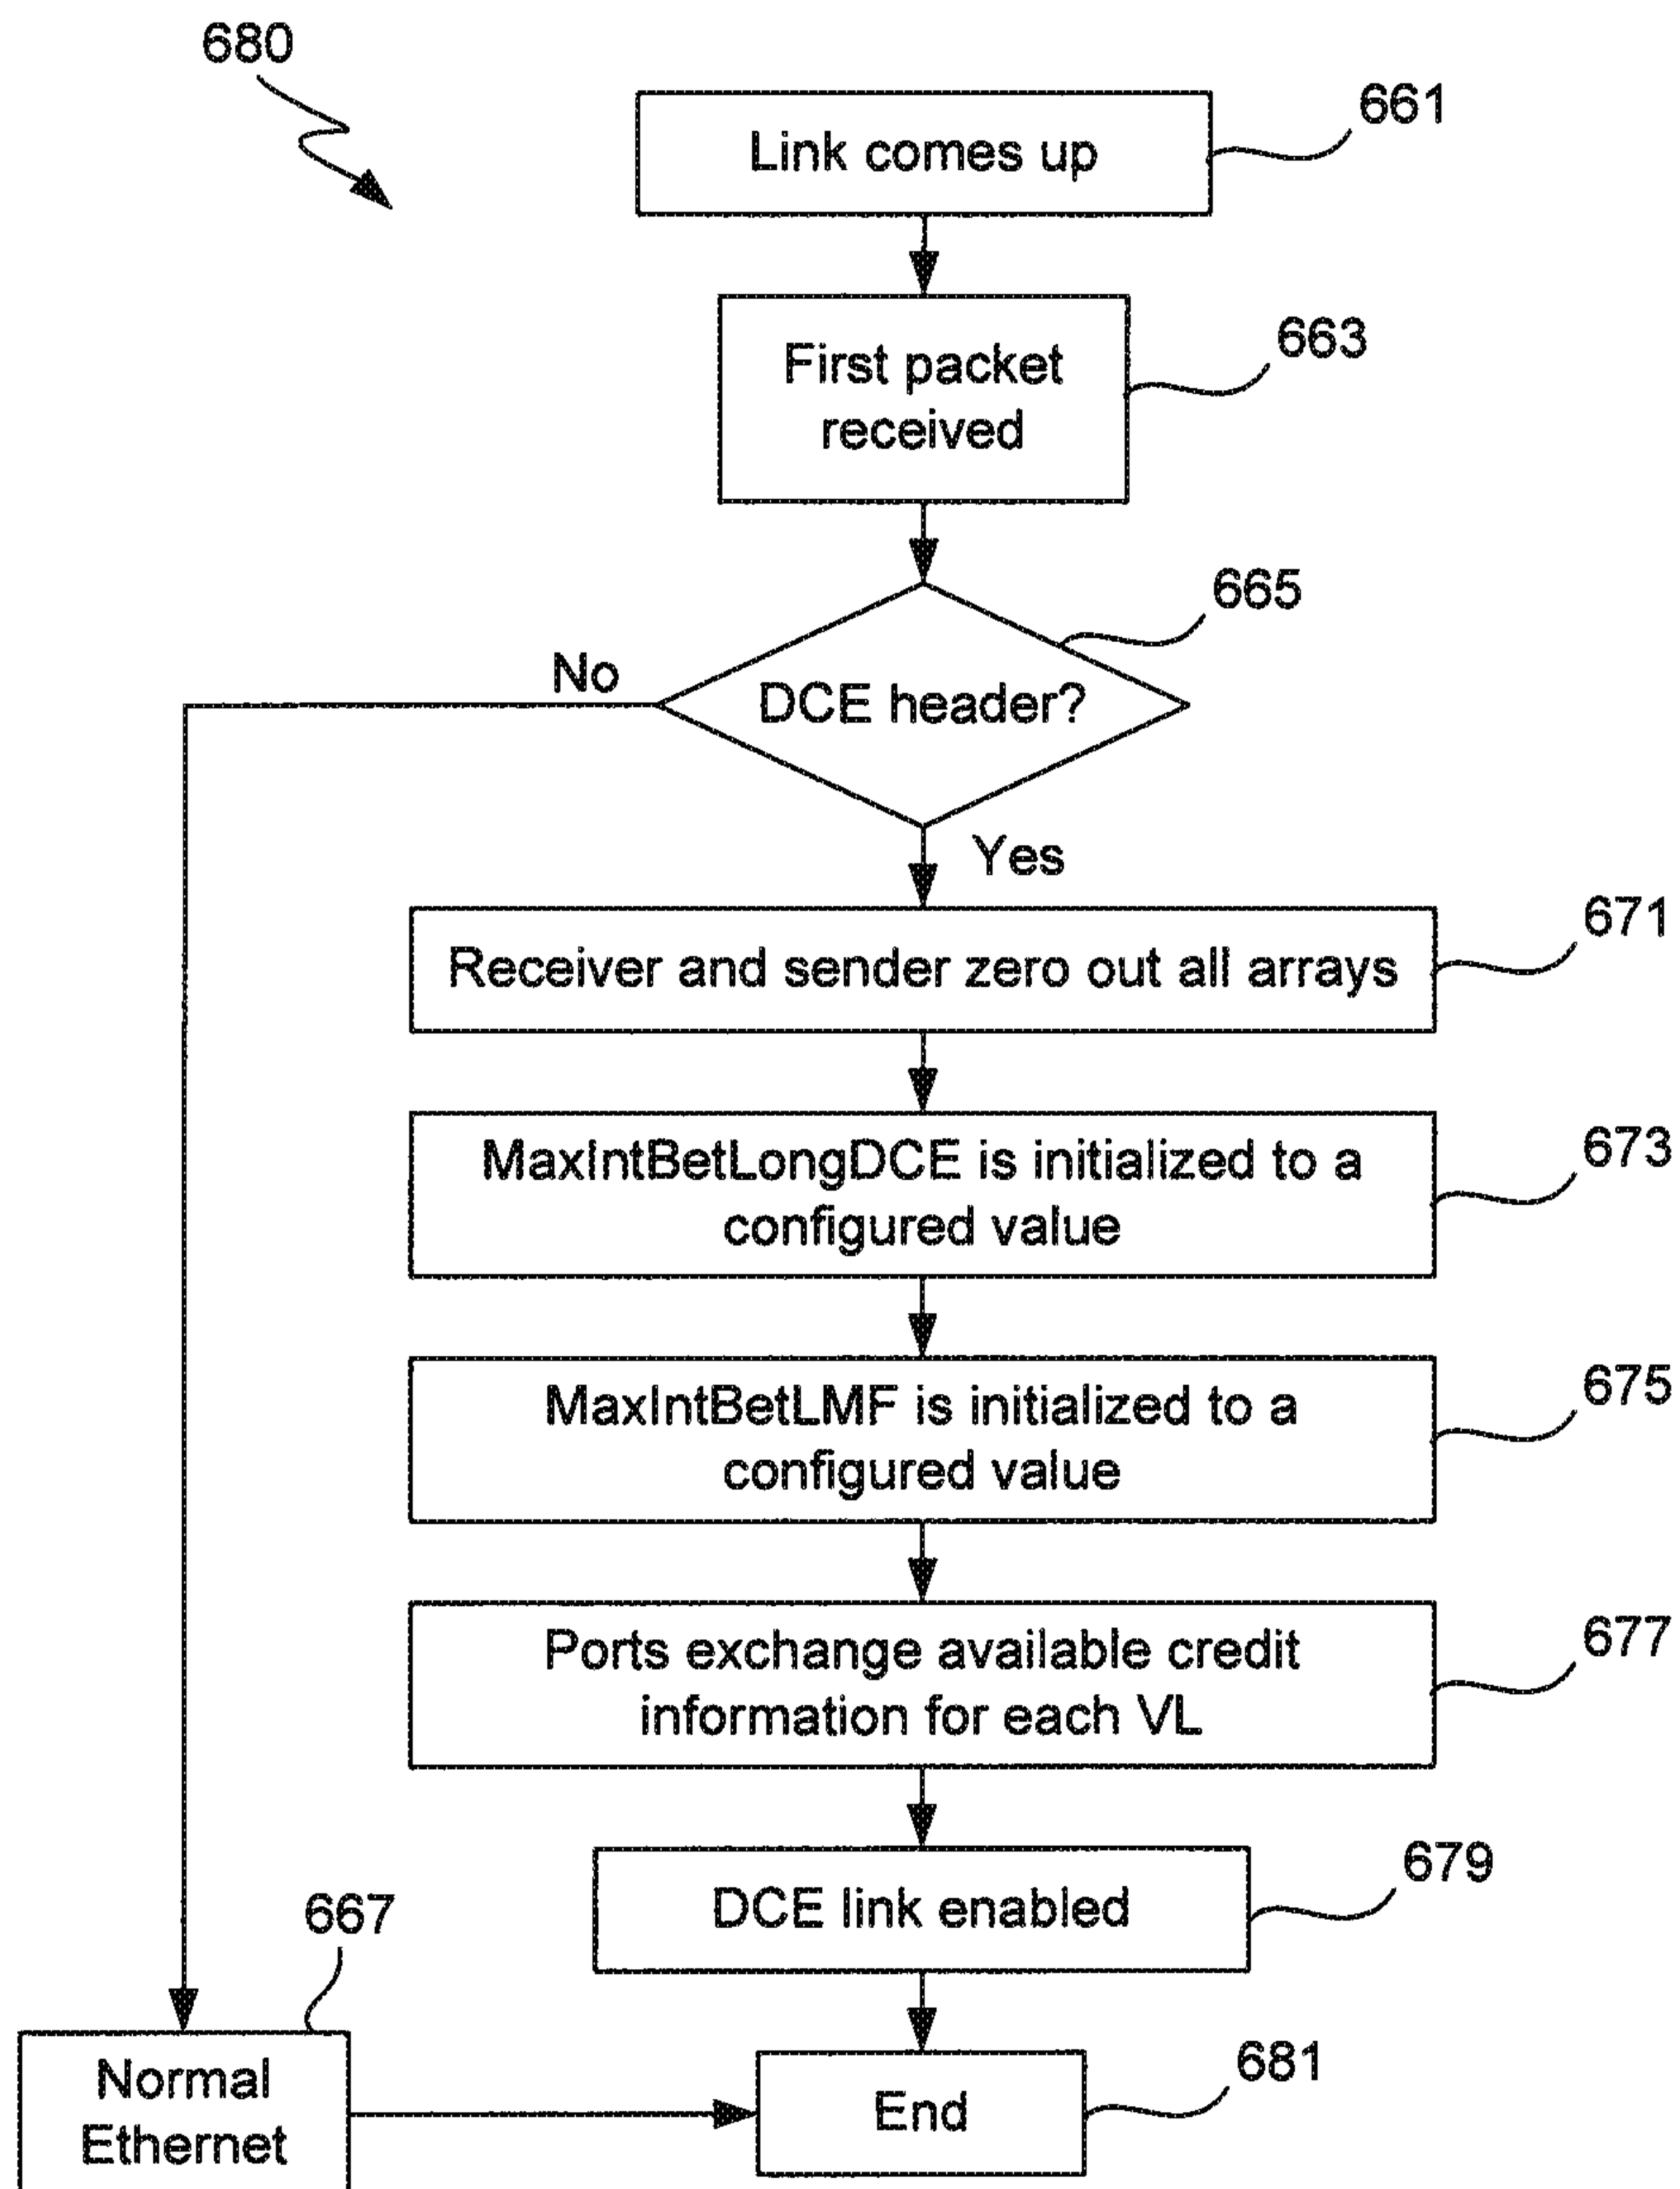 680
661
Link comes up
663
First packet
received
665
No
DCE header?
Yes
671
Receiver and sender zero out all arrays
673
MaxIntBetLongDCE is initialized to a
configured value
675
MaxIntBetLMF is initialized to a
configured value
677
Ports exchange available credit
information for each VL
679
DCE link enabled
667
Normal
Ethernet
681
End